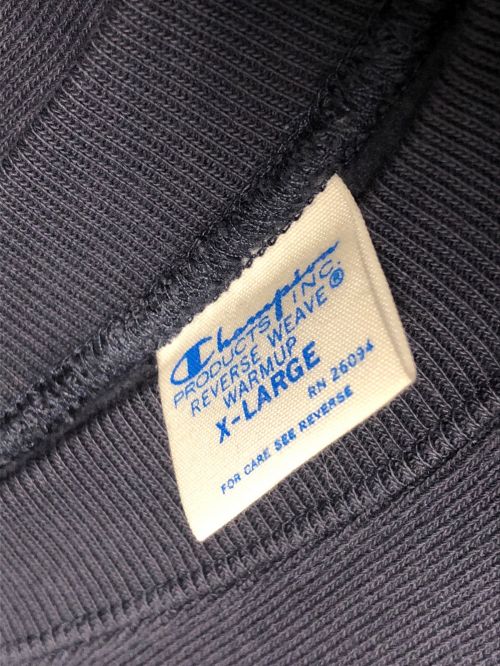 Champion
PRODUCTS INC.
REVERSE WEAVE®
WARMUP
X-LARGE
RN 26094
FOR CARE SEE REVERSE